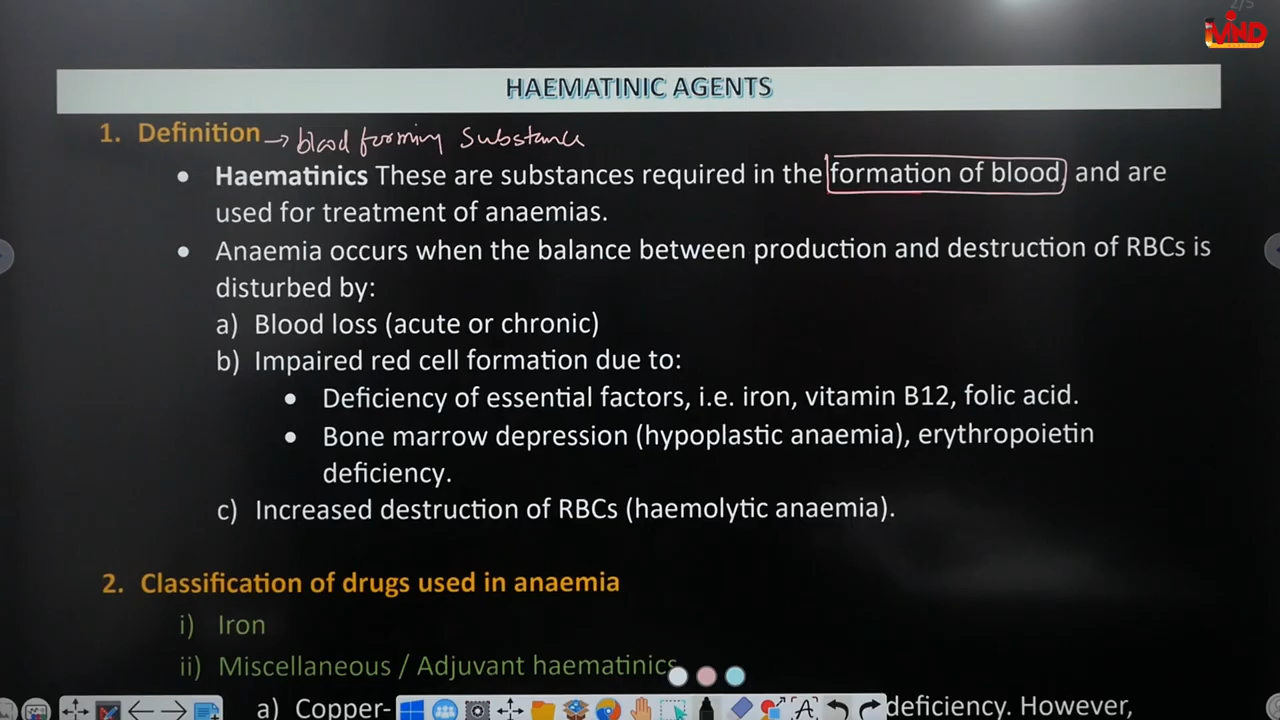 2/5
MIND
HAEMATINIC AGENTS
1. Definition → blood forming substance
• Haematinics These are substances required in the formation of blood, and are
used for treatment of anaemias.
• Anaemia occurs when the balance between production and destruction of RBCs is
disturbed by:
a) Blood loss (acute or chronic)
b) Impaired red cell formation due to:
• Deficiency of essential factors, i.e. iron, vitamin B12, folic acid.
• Bone marrow depression (hypoplastic anaemia), erythropoietin
deficiency.
c) Increased destruction of RBCs (haemolytic anaemia).
2. Classification of drugs used in anaemia
i) Iron
ii) Miscellaneous / Adjuvant haematinics
a) Copper- deficiency. However,